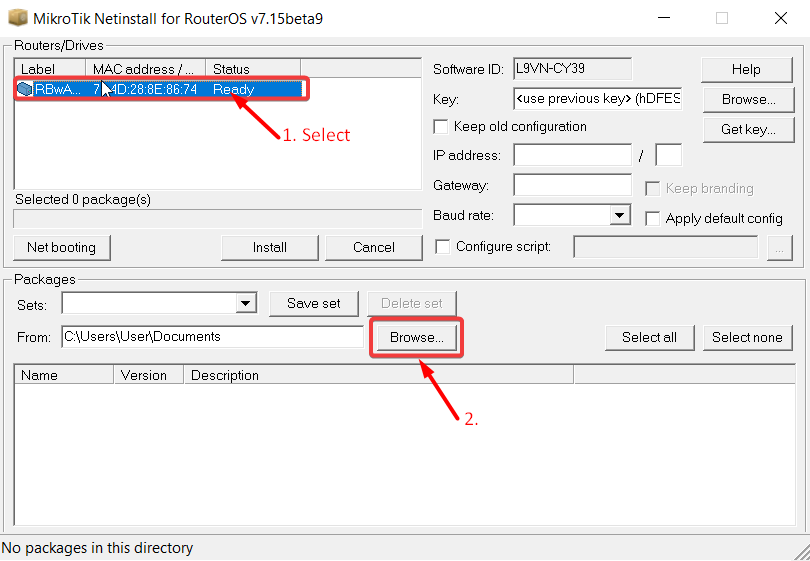 MikroTik Netinstall for RouterOS v7.15beta9
Routers/Drives
Label MAC address / ... Status
RBwA... 4D:28:8E:86:74 Ready
1. Select
Selected 0 package(s)
Net booting Install Cancel
Software ID: L9VN-CY39 Help
Key: <use previous key> (hDFES Browse...
Keep old configuration Get key...
IP address: /
Gateway: Keep branding
Baud rate: Apply default config
Configure script: ...
Packages
Sets: Save set Delete set
From: C:\Users\User\Documents Browse... Select all Select none
Name Version Description
2.
No packages in this directory